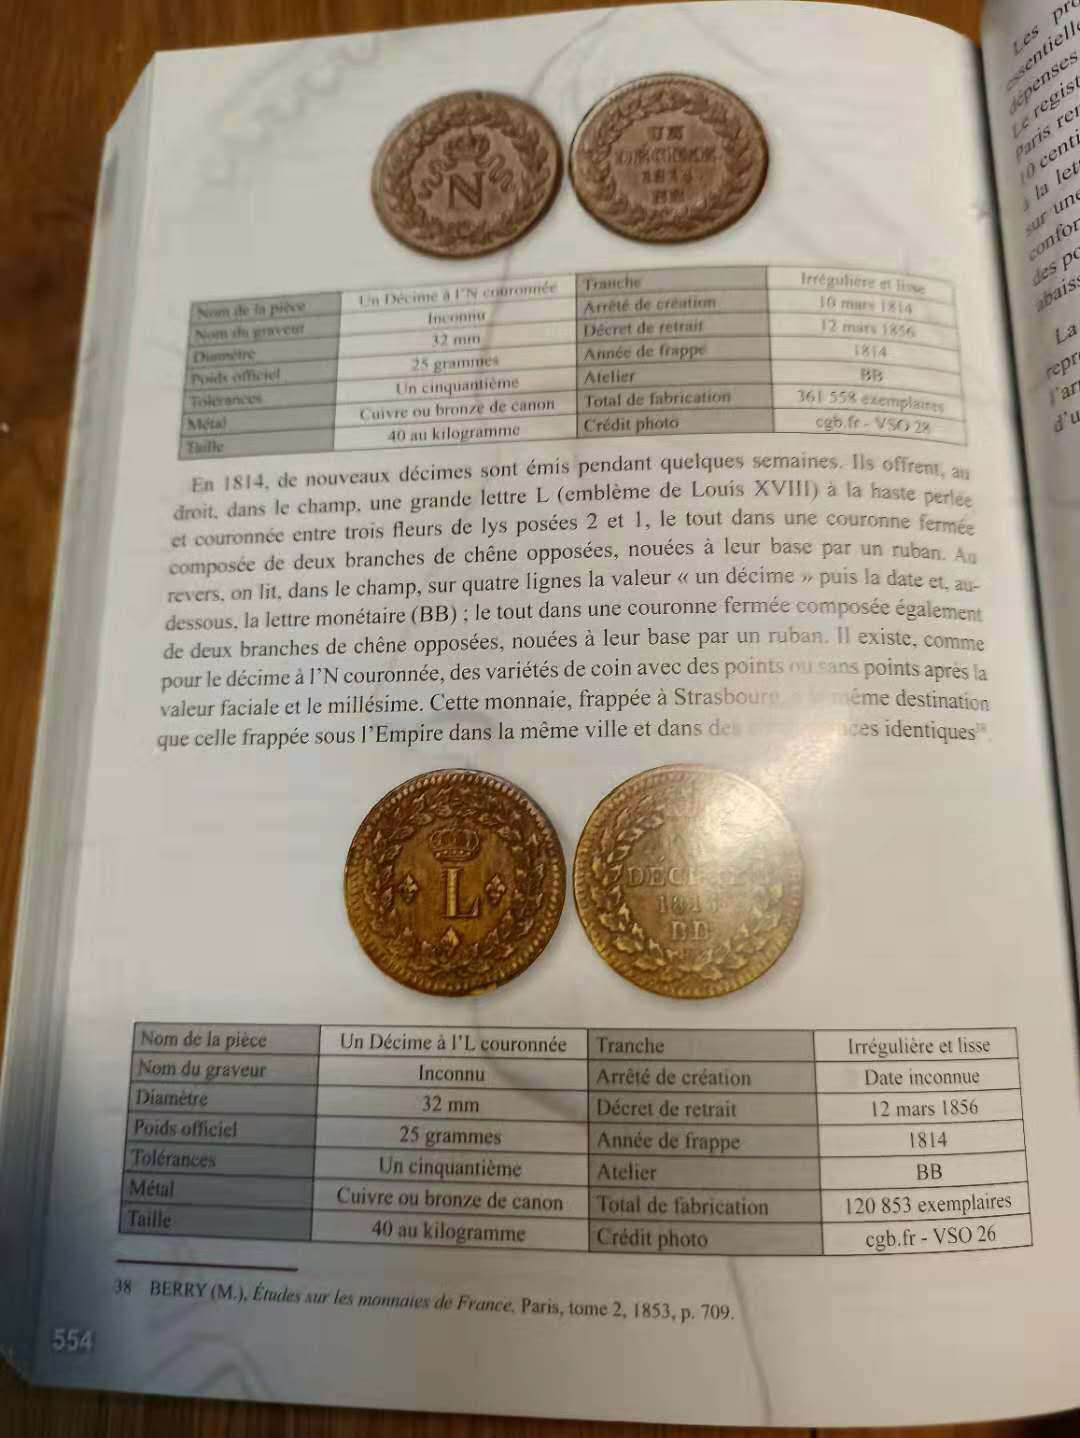 N
UN
DÉCIME
1814
BB
Nom de la pièce Un Décime à l'N couronnée Tranche Irrégulière et lisse
Nom du graveur Inconnu Arrêté de création 10 mars 1814
Diamètre 32 mm Décret de retrait 12 mars 1856
Poids officiel 25 grammes Année de frappe 1814
Tolérances Un cinquantième Atelier BB
Métal Cuivre ou bronze de canon Total de fabrication 361 558 exemplaires
Taille 40 au kilogramme Crédit photo cgb.fr - VSO 28
En 1814, de nouveaux décimes sont émis pendant quelques semaines. Ils offrent, au
droit, dans le champ, une grande lettre L (emblème de Louis XVIII) à la haste perlée
et couronnée entre trois fleurs de lys posées 2 et 1, le tout dans une couronne fermée
composée de deux branches de chêne opposées, nouées à leur base par un ruban. Au
revers, on lit, dans le champ, sur quatre lignes la valeur « un décime » puis la date et, au-
dessous, la lettre monétaire (BB) ; le tout dans une couronne fermée composée également
de deux branches de chêne opposées, nouées à leur base par un ruban. Il existe, comme
pour le décime à l'N couronnée, des variétés de coin avec des points ou sans points après la
valeur faciale et le millésime. Cette monnaie, frappée à Strasbourg, même destination
que celle frappée sous l'Empire dans la même ville et dans des identiques38.
L
1814
BB
Nom de la pièce Un Décime à l'L couronnée Tranche Irrégulière et lisse
Nom du graveur Inconnu Arrêté de création Date inconnue
Diamètre 32 mm Décret de retrait 12 mars 1856
Poids officiel 25 grammes Année de frappe 1814
Tolérances Un cinquantième Atelier BB
Métal Cuivre ou bronze de canon Total de fabrication 120 853 exemplaires
Taille 40 au kilogramme Crédit photo cgb.fr - VSO 26
38 BERRY (M.), Études sur les monnaies de France, Paris, tome 2, 1853, p. 709.
554
Les
dépenses
Le
Paris
10
à la
sur
des
La
d'u